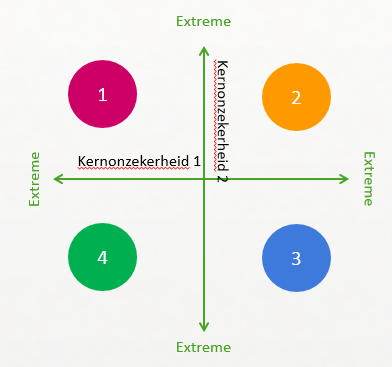 Extreme
1
2
Kernonzekerheid 2
Kernonzekerheid 1
Extreme
Extreme
4
3
Extreme